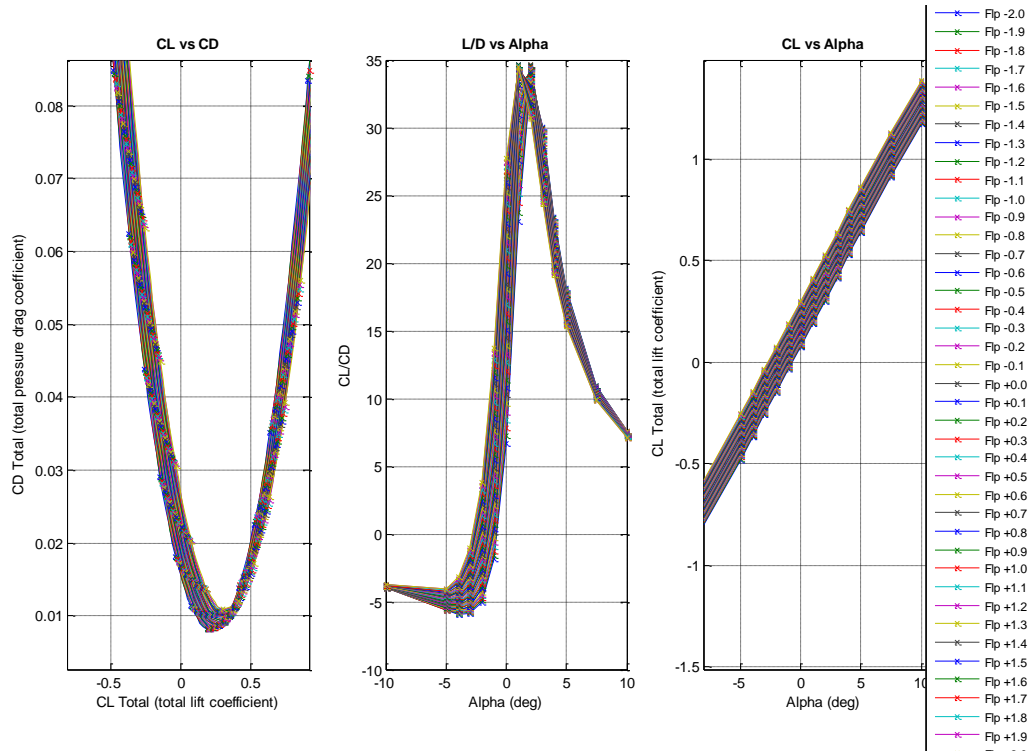 CL vs CD
0.08
0.07
0.06
0.05
0.04
0.03
0.02
0.01
-0.5
0
0.5
CD Total (total pressure drag coefficient)
CL Total (total lift coefficient)
L/D vs Alpha
35
30
25
20
15
10
5
0
-5
-10
-10
-5
0
5
10
CL/CD
Alpha (deg)
CL vs Alpha
1
0.5
0
-0.5
-1
-1.5
-5
0
5
10
CL Total (total lift coefficient)
Alpha (deg)
Flp -2.0
Flp -1.9
Flp -1.8
Flp -1.7
Flp -1.6
Flp -1.5
Flp -1.4
Flp -1.3
Flp -1.2
Flp -1.1
Flp -1.0
Flp -0.9
Flp -0.8
Flp -0.7
Flp -0.6
Flp -0.5
Flp -0.4
Flp -0.3
Flp -0.2
Flp -0.1
Flp +0.0
Flp +0.1
Flp +0.2
Flp +0.3
Flp +0.4
Flp +0.5
Flp +0.6
Flp +0.7
Flp +0.8
Flp +0.9
Flp +1.0
Flp +1.1
Flp +1.2
Flp +1.3
Flp +1.4
Flp +1.5
Flp +1.6
Flp +1.7
Flp +1.8
Flp +1.9